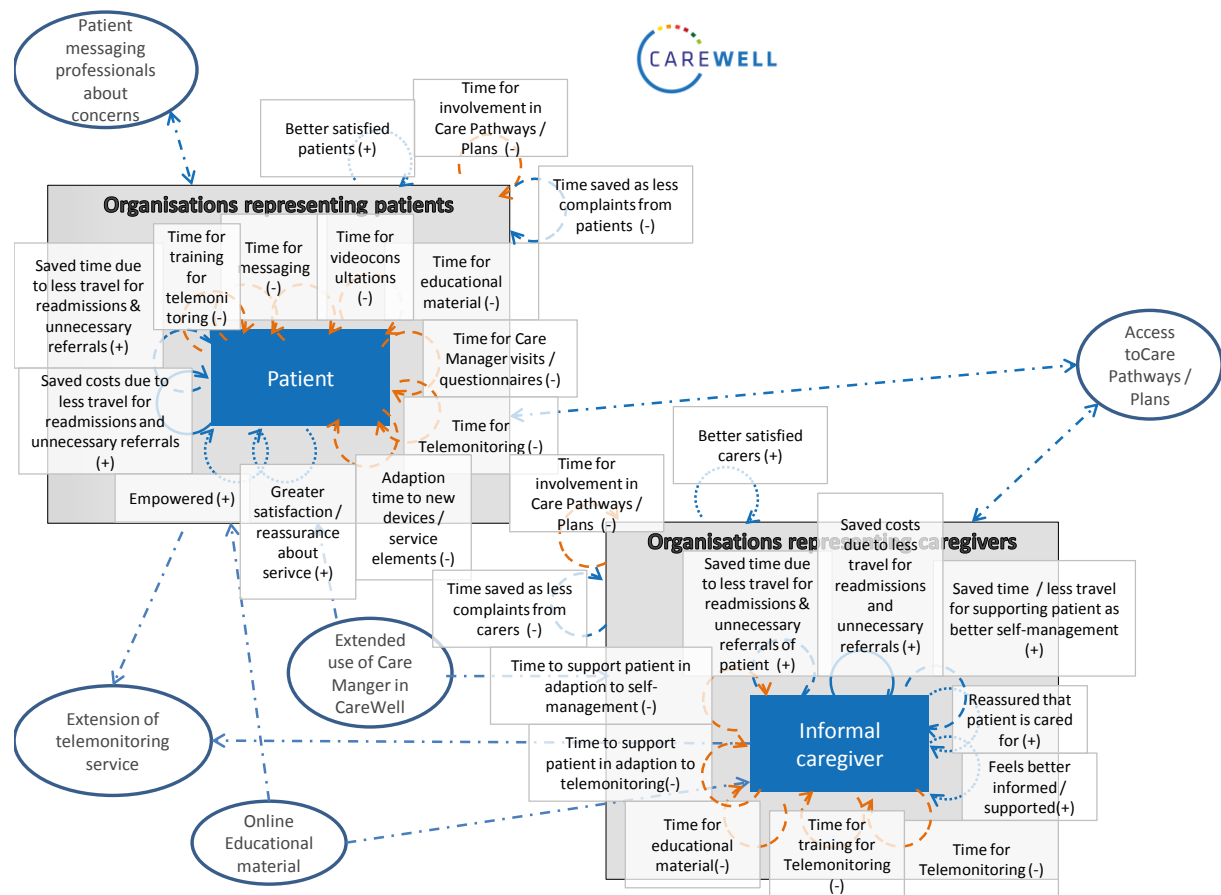 Patient
messaging
professionals
about
concerns
CAREWELL
Better satisfied
patients (+)
Time for
involvement in
Care Pathways /
Plans (-)
Time saved as less
complaints from
patients (-)
Organisations representing patients
Saved time due
to less travel for
readmissions &
unnecessary
referrals (+)
Time for
training
for
telemoni
toring (-)
Time for
messaging
(-)
Time for
videocons
ultations
(-)
Time for
educational
material (-)
Patient
Time for Care
Manager visits /
questionnaires (-)
Saved costs due to
less travel for
readmissions and
unnecessary referrals
(+)
Time for
Telemonitoring (-)
Empowered (+)
Greater
satisfaction /
reassurance
about
serivce (+)
Adaption
time to new
devices /
service
elements (-)
Access
toCare
Pathways /
Plans
Time for
involvement in
Care Pathways /
Plans (-)
Better satisfied
carers (+)
Organisations representing caregivers
Time saved as less
complaints from
carers (-)
Saved time due
to less travel for
readmissions &
unnecessary
referrals of
patient (+)
Saved costs
due to less
travel for
readmissions
and
unnecessary
referrals (+)
Saved time / less travel
for supporting patient as
better self-management
(+)
Extended
use of Care
Manger in
CareWell
Time to support patient in
adaption to self-
management (-)
Informal
caregiver
Reassured that
patient is cared
for (+)
Extension of
telemonitoring
service
Time to support
patient in adaption to
telemonitoring(-)
Feels better
informed /
supported(+)
Online
Educational
material
Time for
educational
material(-)
Time for
training for
Telemonitoring
(-)
Time for
Telemonitoring (-)